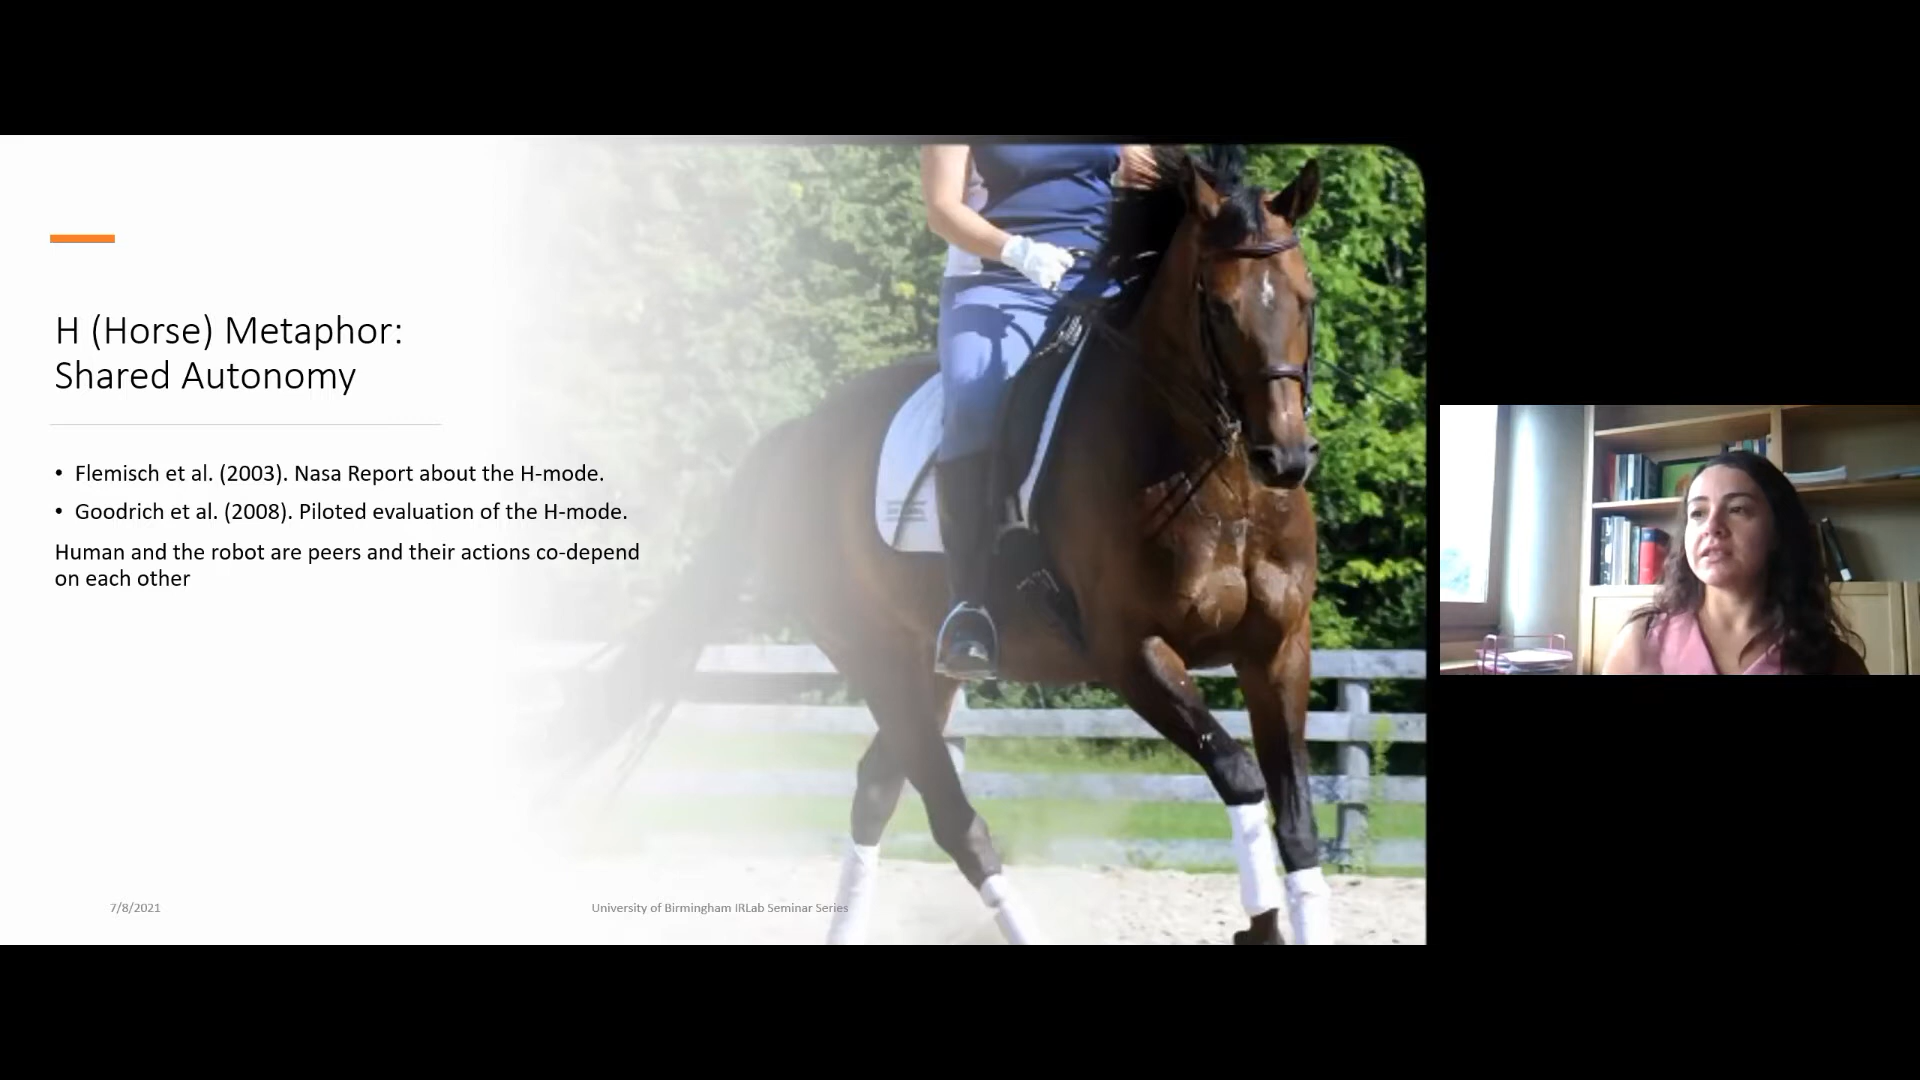 H (Horse) Metaphor:
Shared Autonomy
• Flemisch et al. (2003). Nasa Report about the H-mode.
• Goodrich et al. (2008). Piloted evaluation of the H-mode.
Human and the robot are peers and their actions co-depend
on each other
7/8/2021
University of Birmingham IRLab Seminar Series